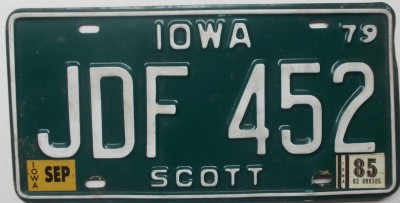 IOWA 79
JDF 452
IOWA SEP 85
SCOTT